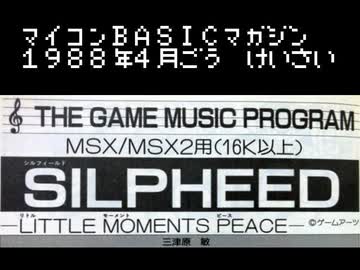 マイコンBASICマガジン
1988年4月ごう けいさい
THE GAME MUSIC PROGRAM
MSX/MSX2用(16K以上)
シルフィールド
SILPHEED
リトル モーメント ピース
—LITTLE MOMENTS PEACE—
©ゲームアーツ
三津原 敏